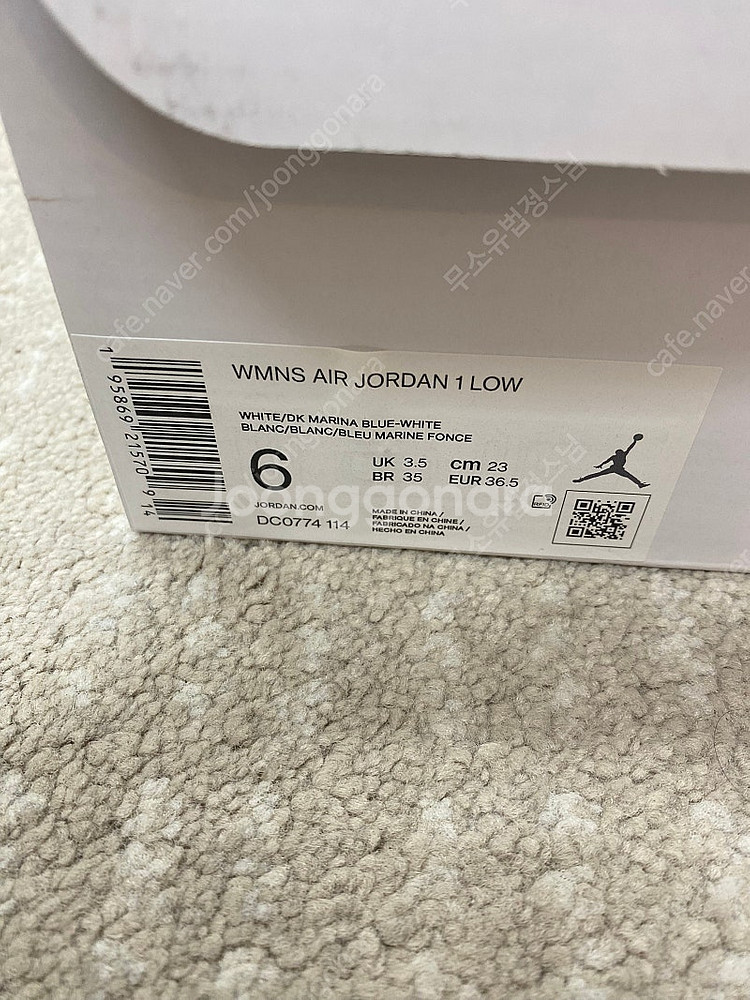 cafe.naver.com/joonggonara
무소유법정스님
cafe.naver
WMNS AIR JORDAN 1 LOW
WHITE/DK MARINA BLUE-WHITE
BLANC/BLANC/BLEU MARINE FONCE
6
UK 3.5 cm 23
BR 35 EUR 36.5
JORDAN.COM
DC0774 114
MADE IN CHINA /
FABRIQUE EN CHINE /
FABRICADO NA CHINA /
HECHO EN CHINA
1 95869 21570 9 14
Joonggonara